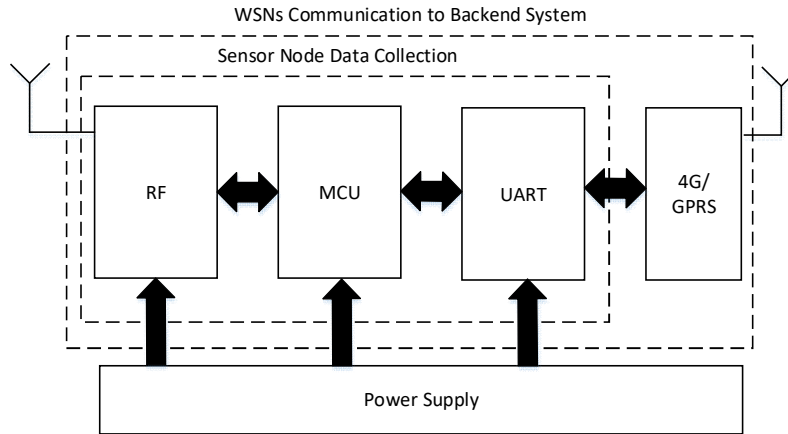 WSNs Communication to Backend System
Sensor Node Data Collection
RF
MCU
UART
4G/
GPRS
Power Supply